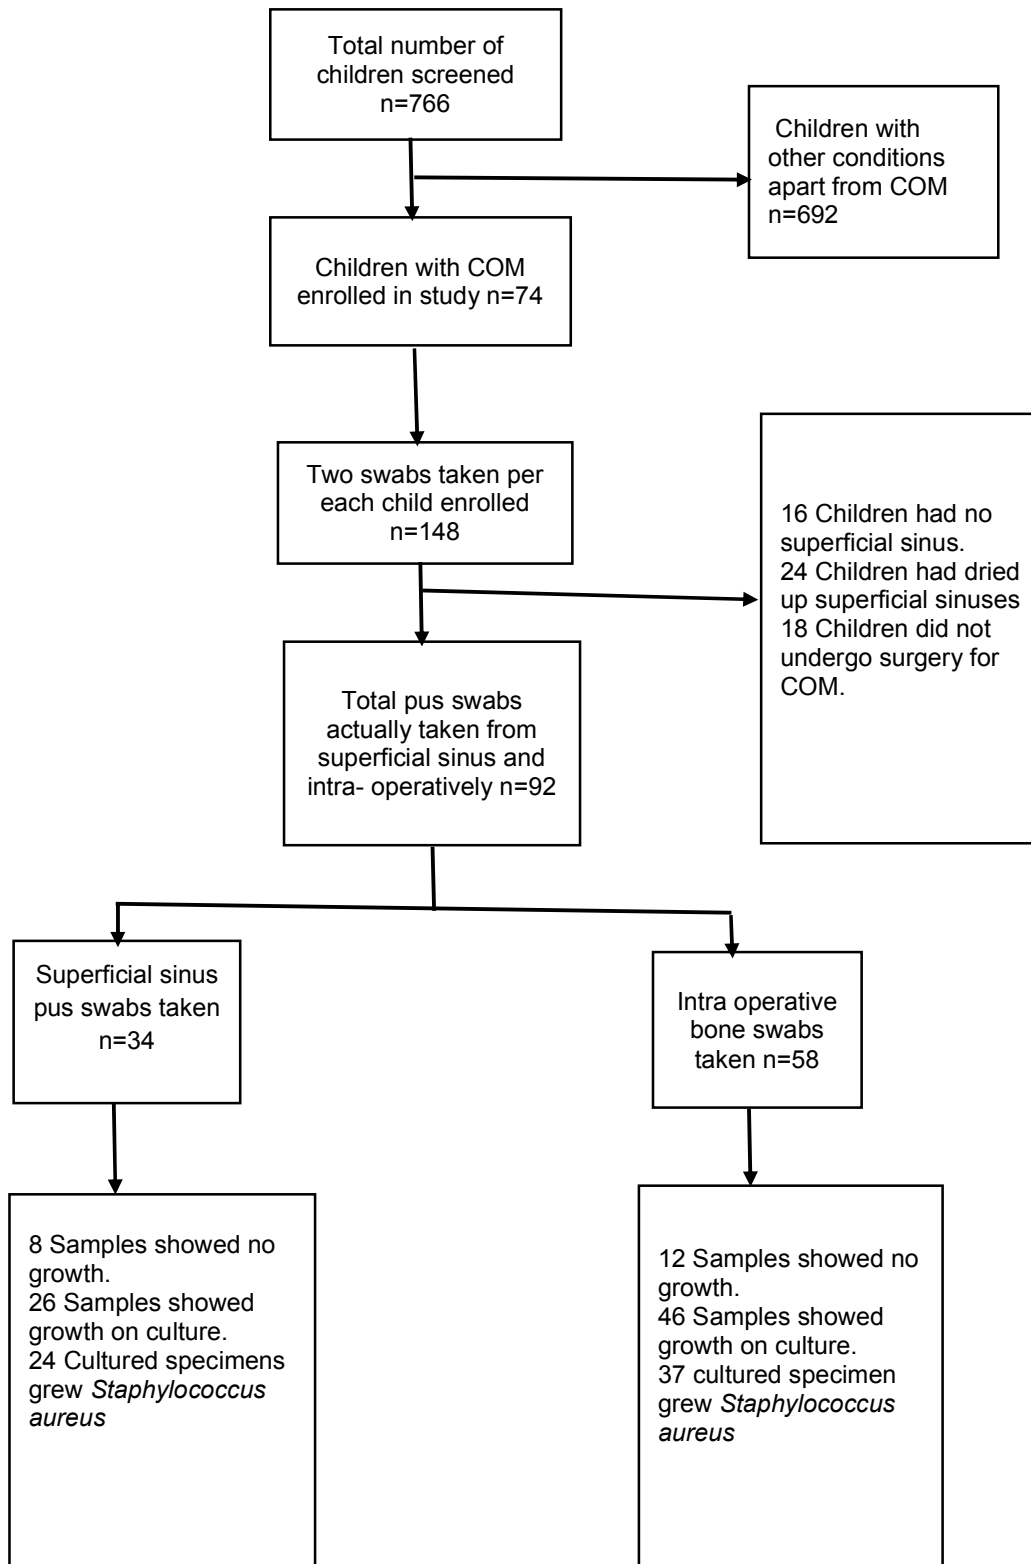 Total number of
children screened
n=766
Children with
other conditions
apart from COM
n=692
Children with COM
enrolled in study n=74
Two swabs taken per
each child enrolled
n=148
16 Children had no
superficial sinus.
24 Children had dried
up superficial sinuses
18 Children did not
undergo surgery for
COM.
Total pus swabs
actually taken from
superficial sinus and
intra- operatively n=92
Superficial sinus
pus swabs taken
n=34
Intra operative
bone swabs
taken n=58
8 Samples showed no
growth.
26 Samples showed
growth on culture.
24 Cultured specimens
grew Staphylococcus
aureus
12 Samples showed no
growth.
46 Samples showed
growth on culture.
37 cultured specimen
grew Staphylococcus
aureus